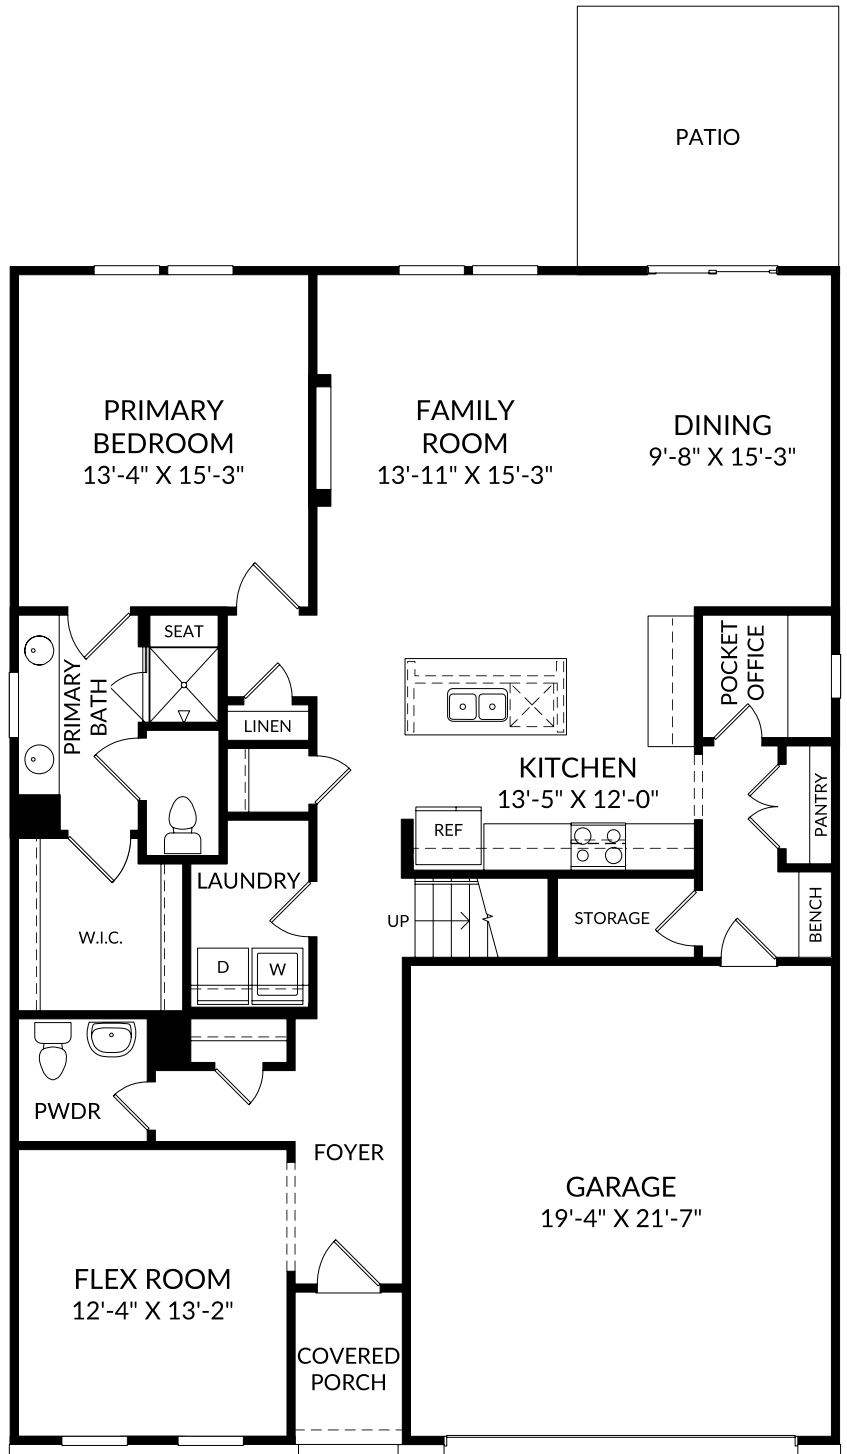 PATIO
PRIMARY
BEDROOM
13'-4" X 15'-3"
FAMILY
ROOM
13'-11" X 15'-3"
DINING
9'-8" X 15'-3"
SEAT
PRIMARY
BATH
POCKET
OFFICE
LINEN
KITCHEN
13'-5" X 12'-0"
REF
PANTRY
LAUNDRY
UP
STORAGE
BENCH
W.I.C.
D
W
PWDR
FOYER
GARAGE
19'-4" X 21'-7"
FLEX ROOM
12'-4" X 13'-2"
COVERED
PORCH